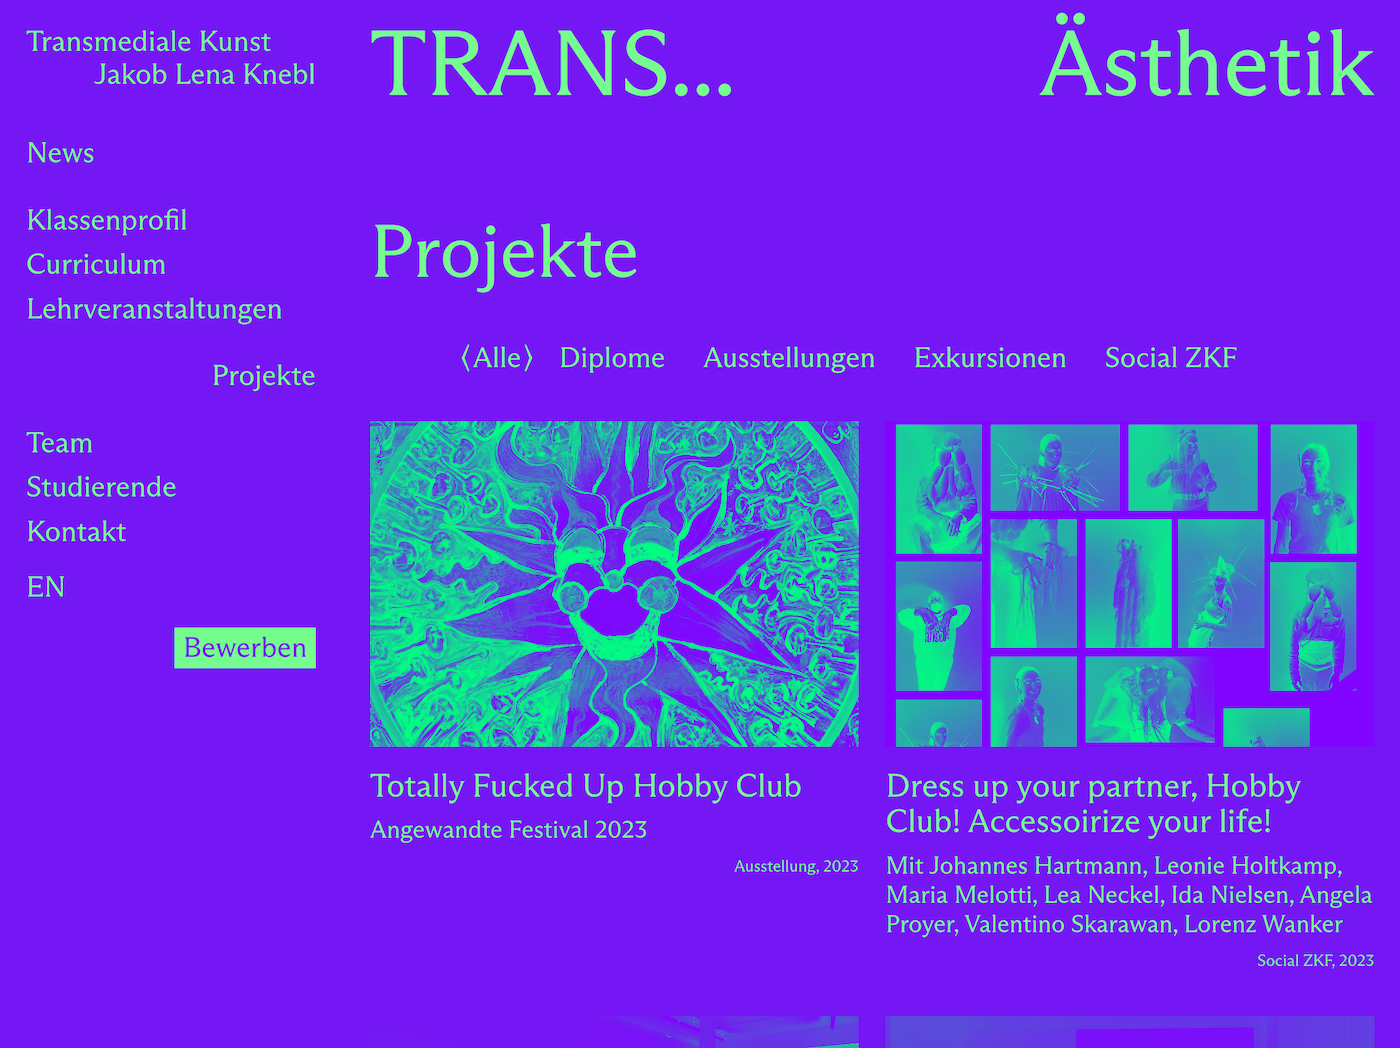 Transmediale Kunst
Jakob Lena Knebl
News
Klassenprofil
Curriculum
Lehrveranstaltungen
Projekte
Team
Studierende
Kontakt
EN
Bewerben
TRANS... Ästhetik
Projekte
⟨Alle⟩ Diplome Ausstellungen Exkursionen Social ZKF
Totally Fucked Up Hobby Club
Angewandte Festival 2023
Ausstellung, 2023
Dress up your partner, Hobby
Club! Accessoirize your life!
Mit Johannes Hartmann, Leonie Holtkamp,
Maria Melotti, Lea Neckel, Ida Nielsen, Angela
Proyer, Valentino Skarawan, Lorenz Wanker
Social ZKF, 2023